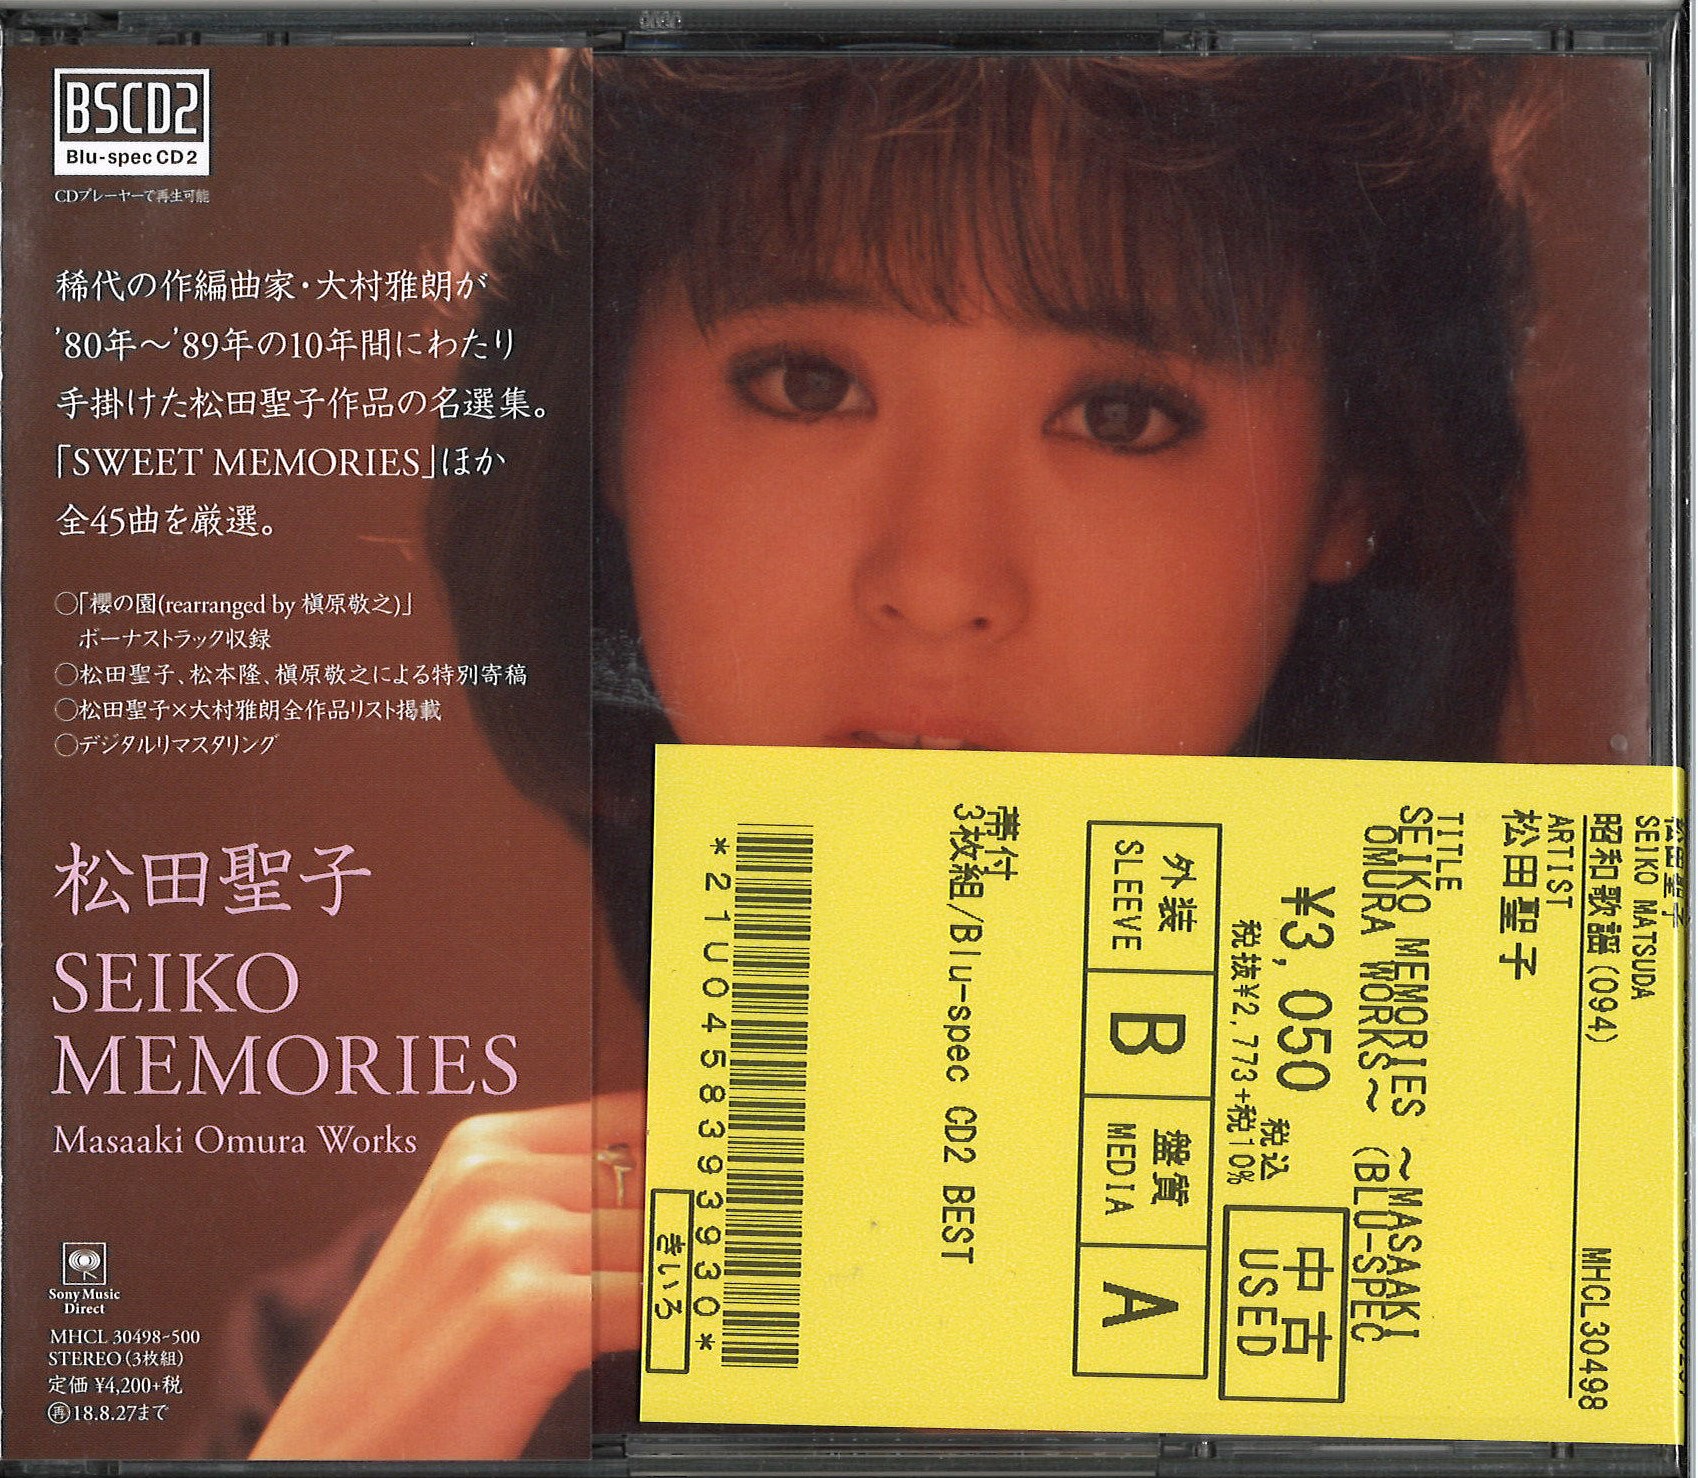 BSCD2
Blu-spec CD2
CDプレーヤーで再生可能
稀代の作編曲家・大村雅朗が
'80年〜'89年の10年間にわたり
手掛けた松田聖子作品の名選集。
「SWEET MEMORIES」ほか
全45曲を厳選。
○「櫻の園(rearranged by 槇原敬之)」
ボーナストラック収録
○松田聖子、松本隆、槇原敬之による特別寄稿
○松田聖子×大村雅朗全作品リスト掲載
○デジタルリマスタリング
松田聖子
SEIKO
MEMORIES
Masaaki Omura Works
Sony Music
Direct
MHCL 30498~500
STEREO (3枚組)
定価 ¥4,200+税
再18.8.27まで
松田聖子
SEIKO MATSUDA
昭和歌謡(094) MHCL30498
ARTIST
松田聖子
TITLE
SEIKO MEMORIES 〜MASAAKI
OMURA WORKS〜 (BLU-SPEC
¥3,050 税込
税抜¥2,773+税10%
中古
USED
外装
SLEEVE
B
盤質
MEDIA
A
帯付
3枚組/Blu-spec CD2 BEST
*21U0458393930*
きいろ